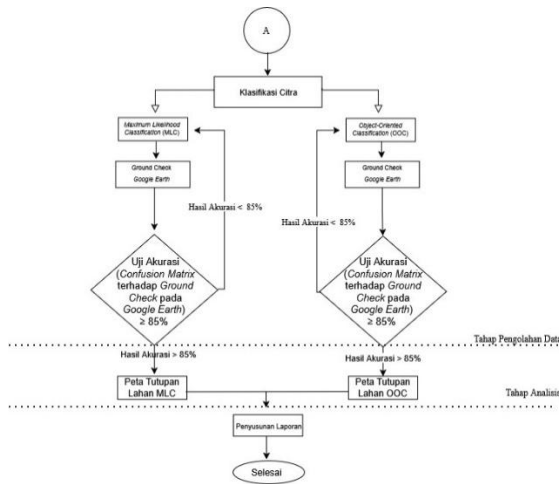 A
Klasifikasi Citra
Maximum Likelihood
Classification (MLC)
Object-Oriented
Classification (OOC)
Ground Check
Google Earth
Ground Check
Google Earth
Hasil Akurasi < 85%
Hasil Akurasi < 85%
Uji Akurasi
(Confusion Matrix
terhadap Ground
Check pada
Google Earth)
≥ 85%
Uji Akurasi
(Confusion Matrix
terhadap Ground
Check pada
Google Earth)
≥ 85%
Tahap Pengolahan Data
Hasil Akurasi > 85%
Hasil Akurasi > 85%
Peta Tutupan
Lahan MLC
Peta Tutupan
Lahan OOC
Tahap Analisis
Penyusunan Laporan
Selesai